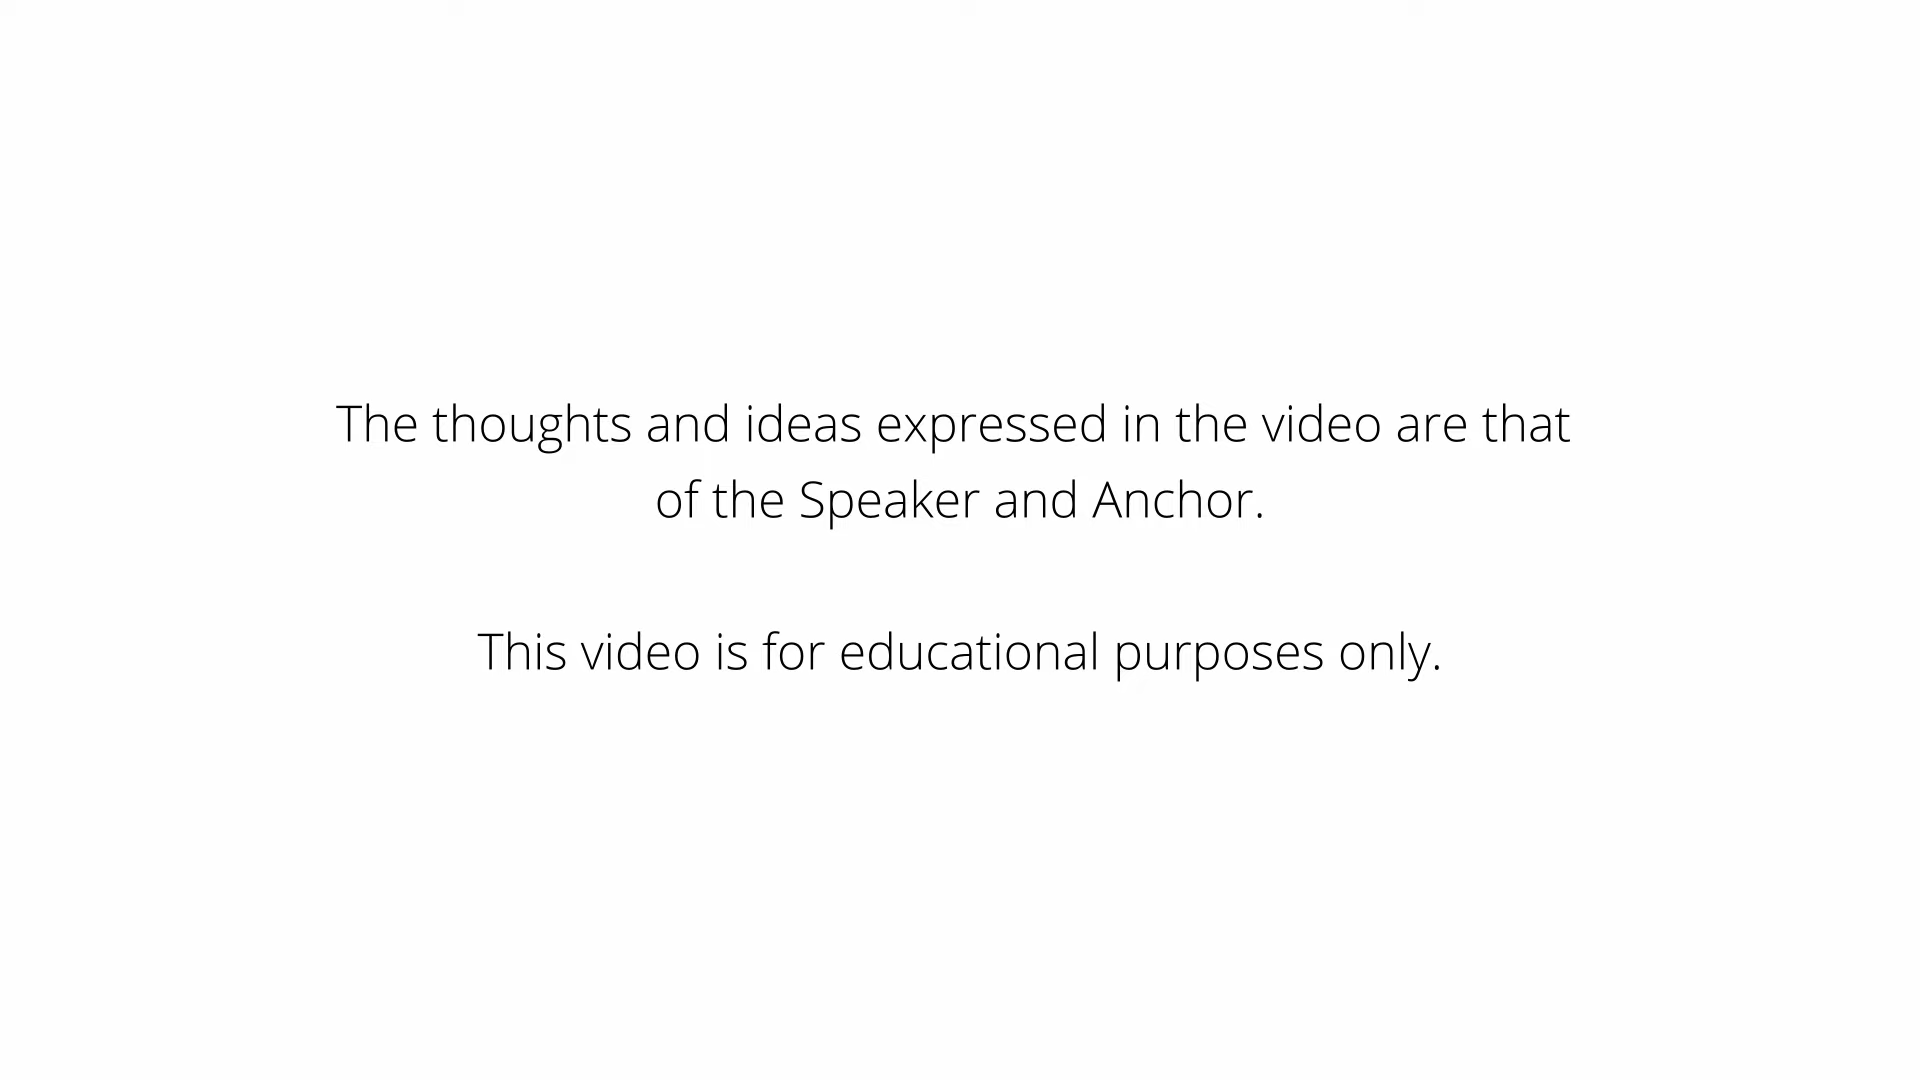 The thoughts and ideas expressed in the video are that
of the Speaker and Anchor.
This video is for educational purposes only.